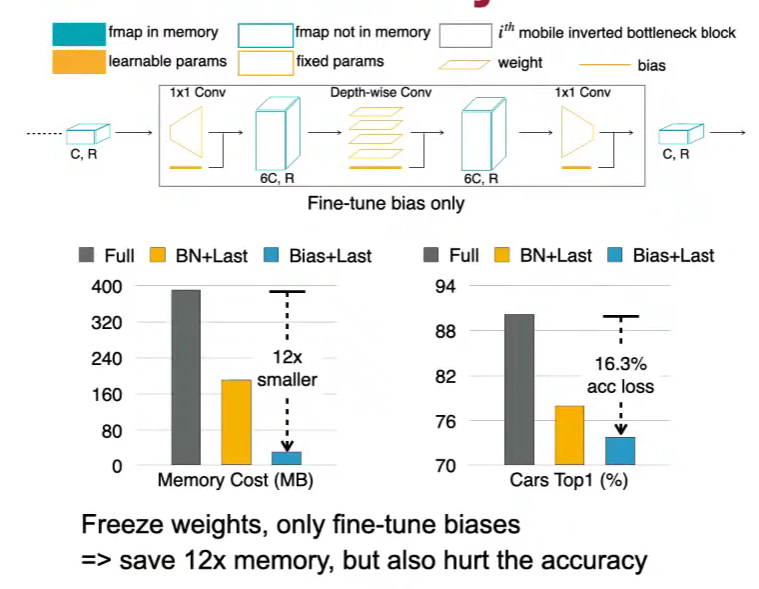 fmap in memory fmap not in memory iᵗʰ mobile inverted bottleneck block
learnable params fixed params weight bias
1x1 Conv Depth-wise Conv 1x1 Conv
C, R 6C, R 6C, R C, R
Fine-tune bias only
Full BN+Last Bias+Last
400
320
240
160
80
0
12x
smaller
Memory Cost (MB)
Full BN+Last Bias+Last
94
88
82
76
70
16.3%
acc loss
Cars Top1 (%)
Freeze weights, only fine-tune biases
=> save 12x memory, but also hurt the accuracy